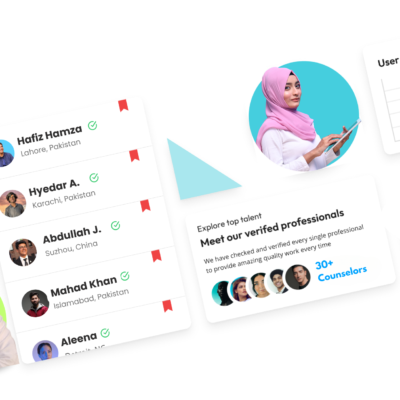 Hafiz Hamza
Lahore, Pakistan
Hyedar A.
Karachi, Pakistan
Abdullah J.
Suzhou, China
Mahad Khan
Islamabad, Pakistan
Aleena
User
Explore top talent
Meet our verifed professionals
We have checked and verified every single professional
to provide amazing quality work every time
30+
Counselors